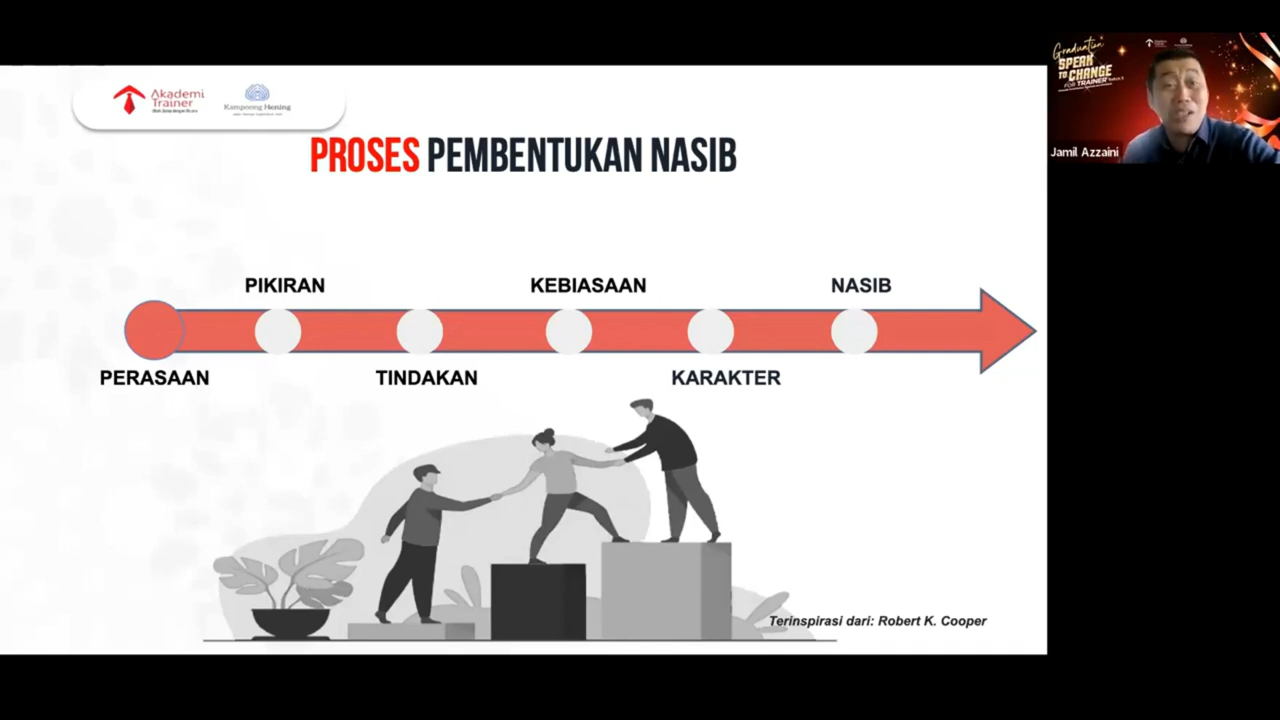 Akademi
Trainer
Kampoeng Hening
PROSES PEMBENTUKAN NASIB
PIKIRAN
KEBIASAAN
NASIB
PERASAAN
TINDAKAN
KARAKTER
Terinspirasi dari: Robert K. Cooper
Graduation
SPEAK
TO CHANGE
FOR TRAINER
Jamil Azzaini